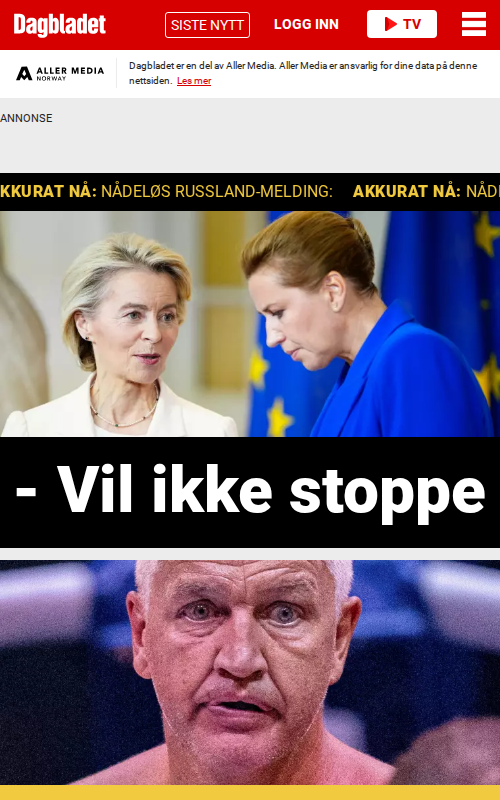 Dagbladet
SISTE NYTT
LOGG INN
TV
ALLER MEDIA
NORWAY
Dagbladet er en del av Aller Media. Aller Media er ansvarlig for dine data på denne
nettsiden. Les mer
ANNONSE
KKURAT NÅ: NÅDELØS RUSSLAND-MELDING: AKKURAT NÅ: NÅD
- Vil ikke stoppe